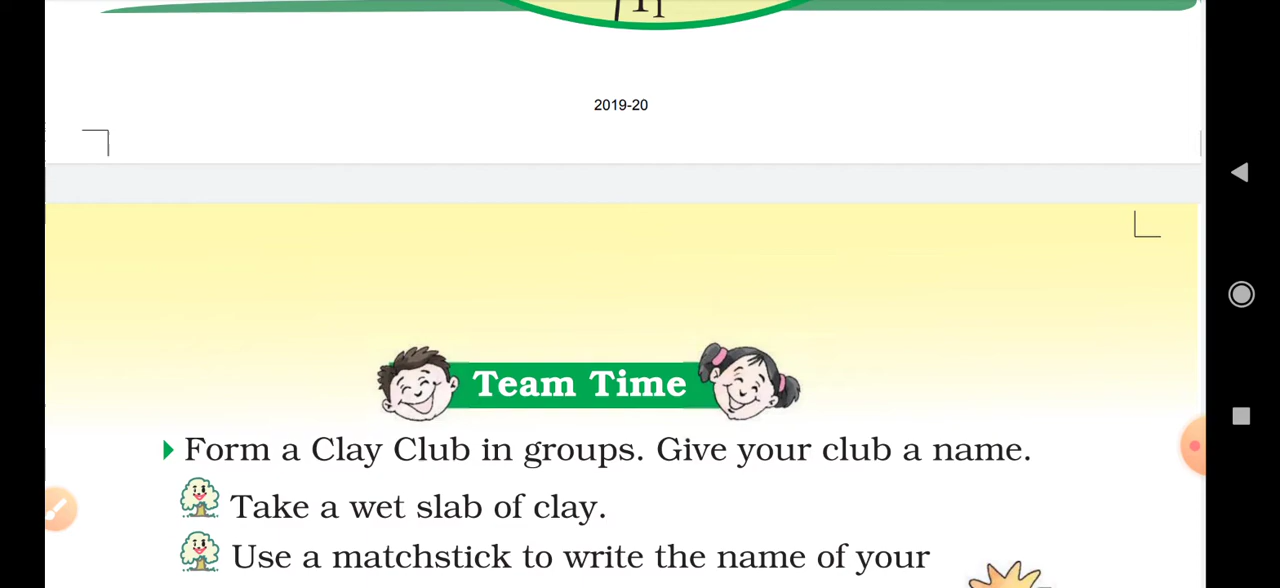 2019-20
Team Time
Form a Clay Club in groups. Give your club a name.
Take a wet slab of clay.
Use a matchstick to write the name of your